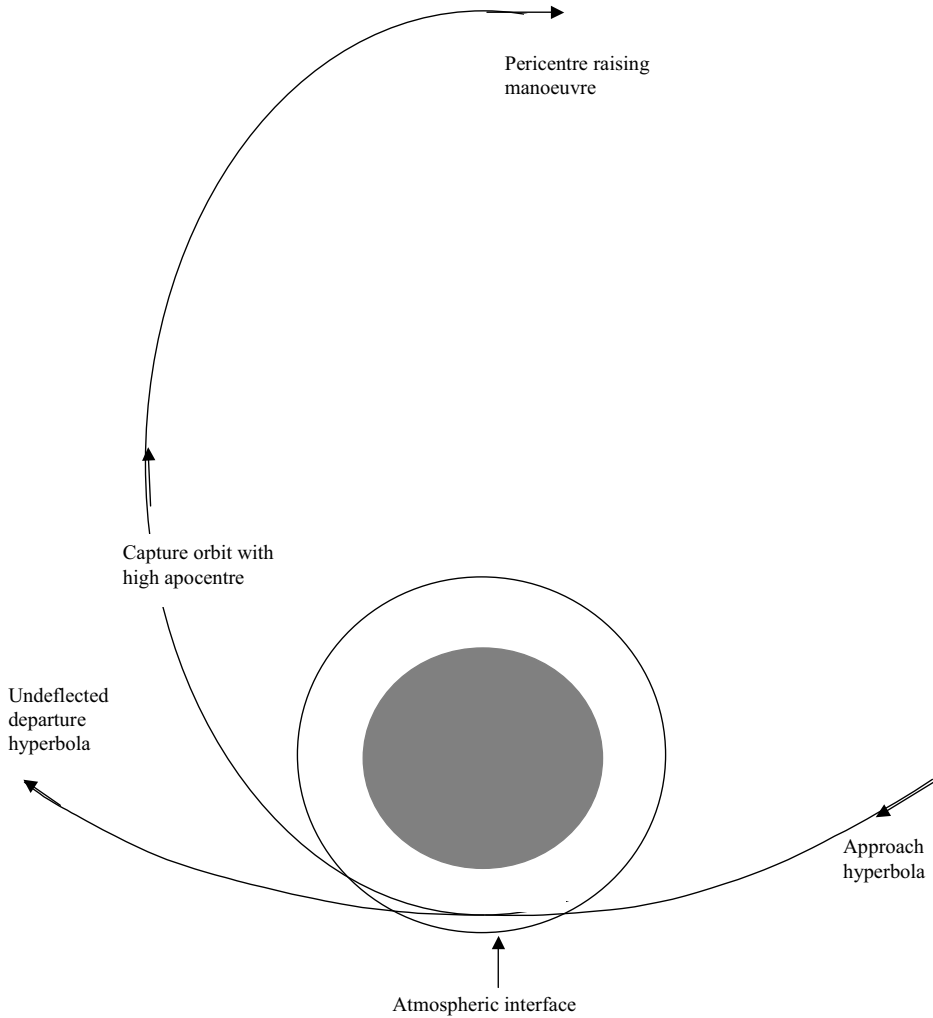 Pericentre raising
manoeuvre
Capture orbit with
high apocentre
Undeflected
departure
hyperbola
Approach
hyperbola
Atmospheric interface